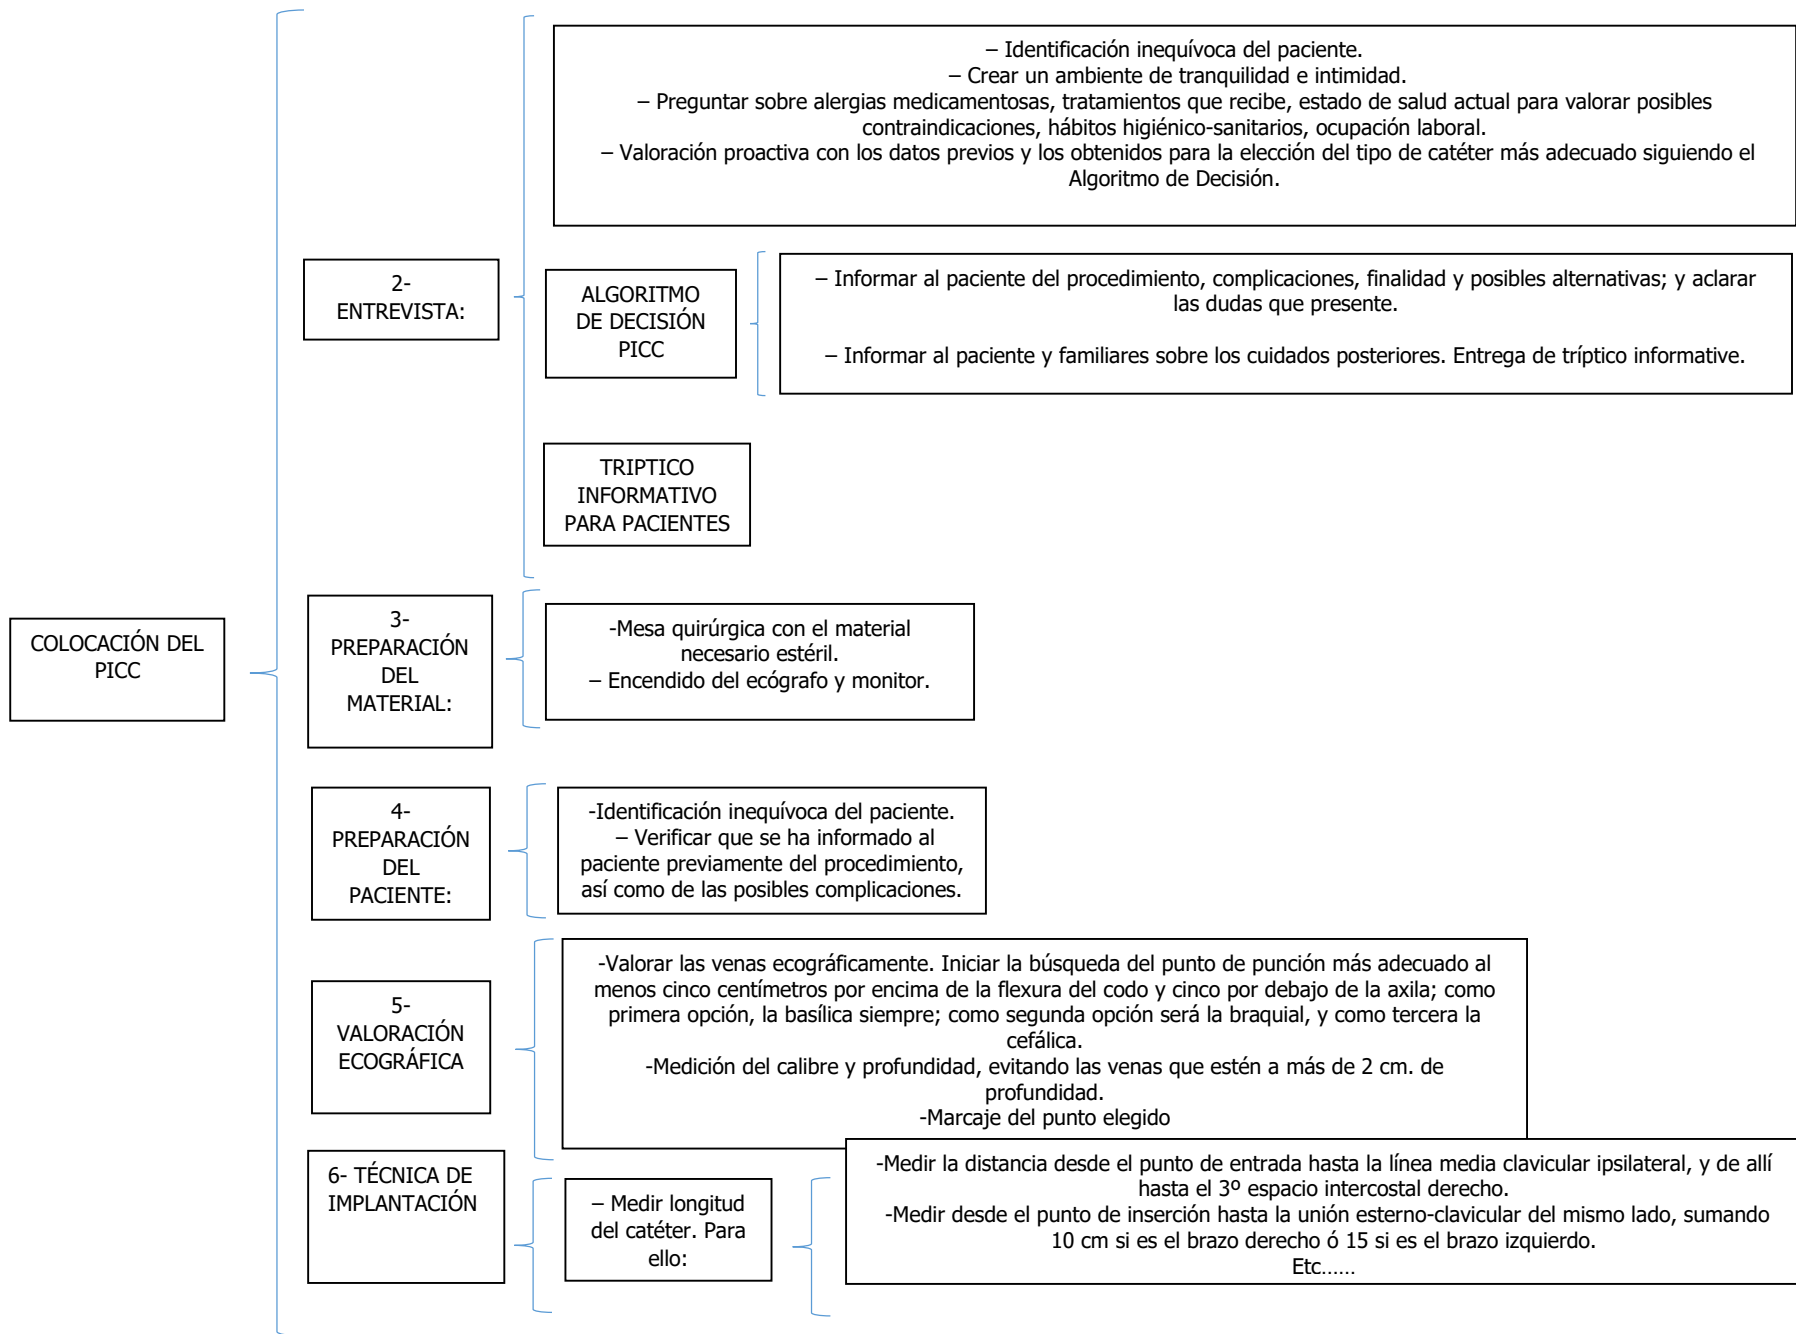 COLOCACIÓN DEL
PICC
2-
ENTREVISTA:
– Identificación inequívoca del paciente.
– Crear un ambiente de tranquilidad e intimidad.
– Preguntar sobre alergias medicamentosas, tratamientos que recibe, estado de salud actual para valorar posibles
contraindicaciones, hábitos higiénico-sanitarios, ocupación laboral.
– Valoración proactiva con los datos previos y los obtenidos para la elección del tipo de catéter más adecuado siguiendo el
Algoritmo de Decisión.
ALGORITMO
DE DECISIÓN
PICC
– Informar al paciente del procedimiento, complicaciones, finalidad y posibles alternativas; y aclarar
las dudas que presente.
– Informar al paciente y familiares sobre los cuidados posteriores. Entrega de tríptico informative.
TRIPTICO
INFORMATIVO
PARA PACIENTES
3-
PREPARACIÓN
DEL
MATERIAL:
-Mesa quirúrgica con el material
necesario estéril.
– Encendido del ecógrafo y monitor.
4-
PREPARACIÓN
DEL
PACIENTE:
-Identificación inequívoca del paciente.
– Verificar que se ha informado al
paciente previamente del procedimiento,
así como de las posibles complicaciones.
5-
VALORACIÓN
ECOGRÁFICA
-Valorar las venas ecográficamente. Iniciar la búsqueda del punto de punción más adecuado al
menos cinco centímetros por encima de la flexura del codo y cinco por debajo de la axila; como
primera opción, la basílica siempre; como segunda opción será la braquial, y como tercera la
cefálica.
-Medición del calibre y profundidad, evitando las venas que estén a más de 2 cm. de
profundidad.
-Marcaje del punto elegido
6- TÉCNICA DE
IMPLANTACIÓN
– Medir longitud
del catéter. Para
ello:
-Medir la distancia desde el punto de entrada hasta la línea media clavicular ipsilateral, y de allí
hasta el 3º espacio intercostal derecho.
-Medir desde el punto de inserción hasta la unión esterno-clavicular del mismo lado, sumando
10 cm si es el brazo derecho ó 15 si es el brazo izquierdo.
Etc......